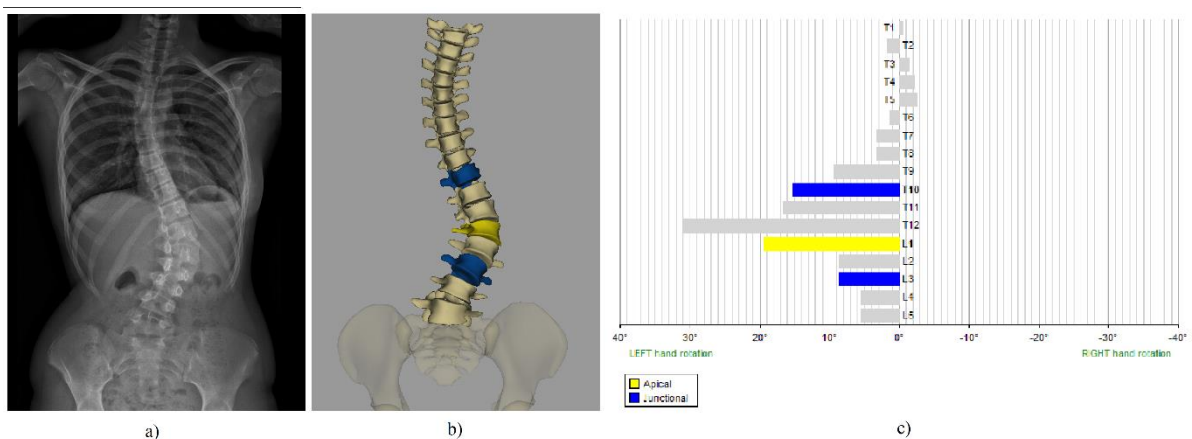 T1
T2
T3
T4
T5
T6
T7
T8
T9
T10
T11
T12
L1
L2
L3
L4
L5
40° 30° 20° 10° 0° -10° -20° -30° -40°
LEFT hand rotation RIGHT hand rotation
Apical
Junctional
a) b) c)